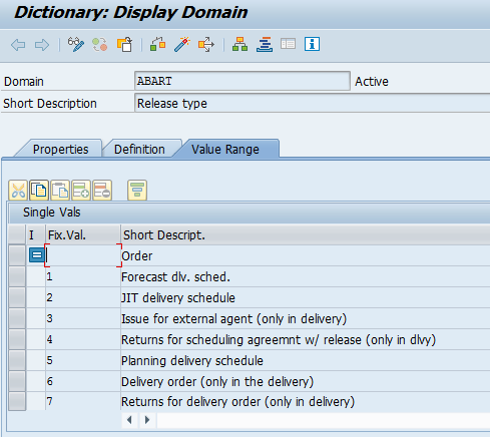 Dictionary: Display Domain
Domain ABART Active
Short Description Release type
Properties Definition Value Range
Single Vals
I Fix.Val. Short Descript.
Order
1 Forecast dlv. sched.
2 JIT delivery schedule
3 Issue for external agent (only in delivery)
4 Returns for scheduling agreemnt w/ release (only in dlvy)
5 Planning delivery schedule
6 Delivery order (only in the delivery)
7 Returns for delivery order (only in delivery)